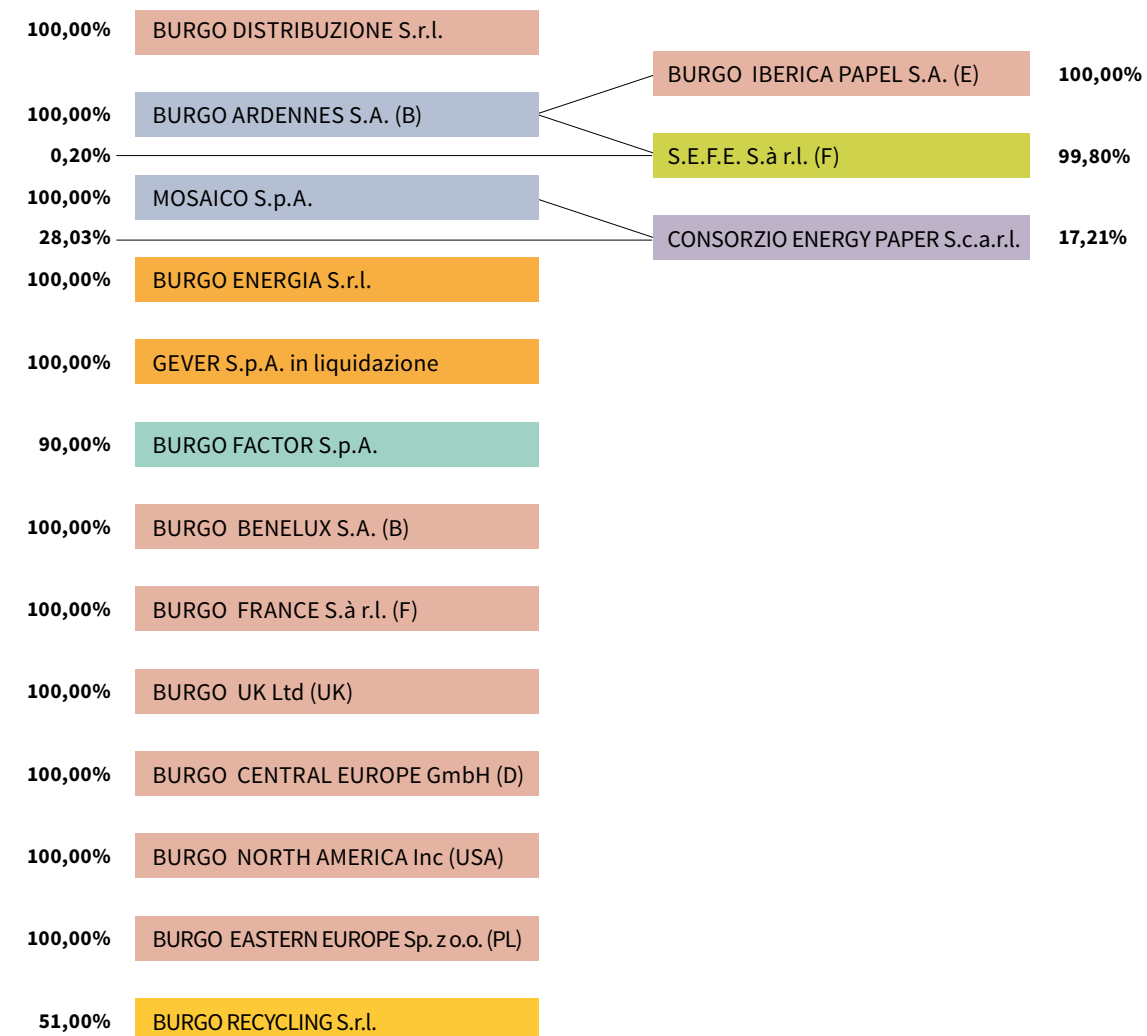 100,00% BURGO DISTRIBUZIONE S.r.l.
BURGO IBERICA PAPEL S.A. (E) 100,00%
100,00% BURGO ARDENNES S.A. (B)
0,20% S.E.F.E. S.à r.l. (F) 99,80%
100,00% MOSAICO S.p.A.
28,03% CONSORZIO ENERGY PAPER S.c.a.r.l. 17,21%
100,00% BURGO ENERGIA S.r.l.
100,00% GEVER S.p.A. in liquidazione
90,00% BURGO FACTOR S.p.A.
100,00% BURGO BENELUX S.A. (B)
100,00% BURGO FRANCE S.à r.l. (F)
100,00% BURGO UK Ltd (UK)
100,00% BURGO CENTRAL EUROPE GmbH (D)
100,00% BURGO NORTH AMERICA Inc (USA)
100,00% BURGO EASTERN EUROPE Sp. z o.o. (PL)
51,00% BURGO RECYCLING S.r.l.